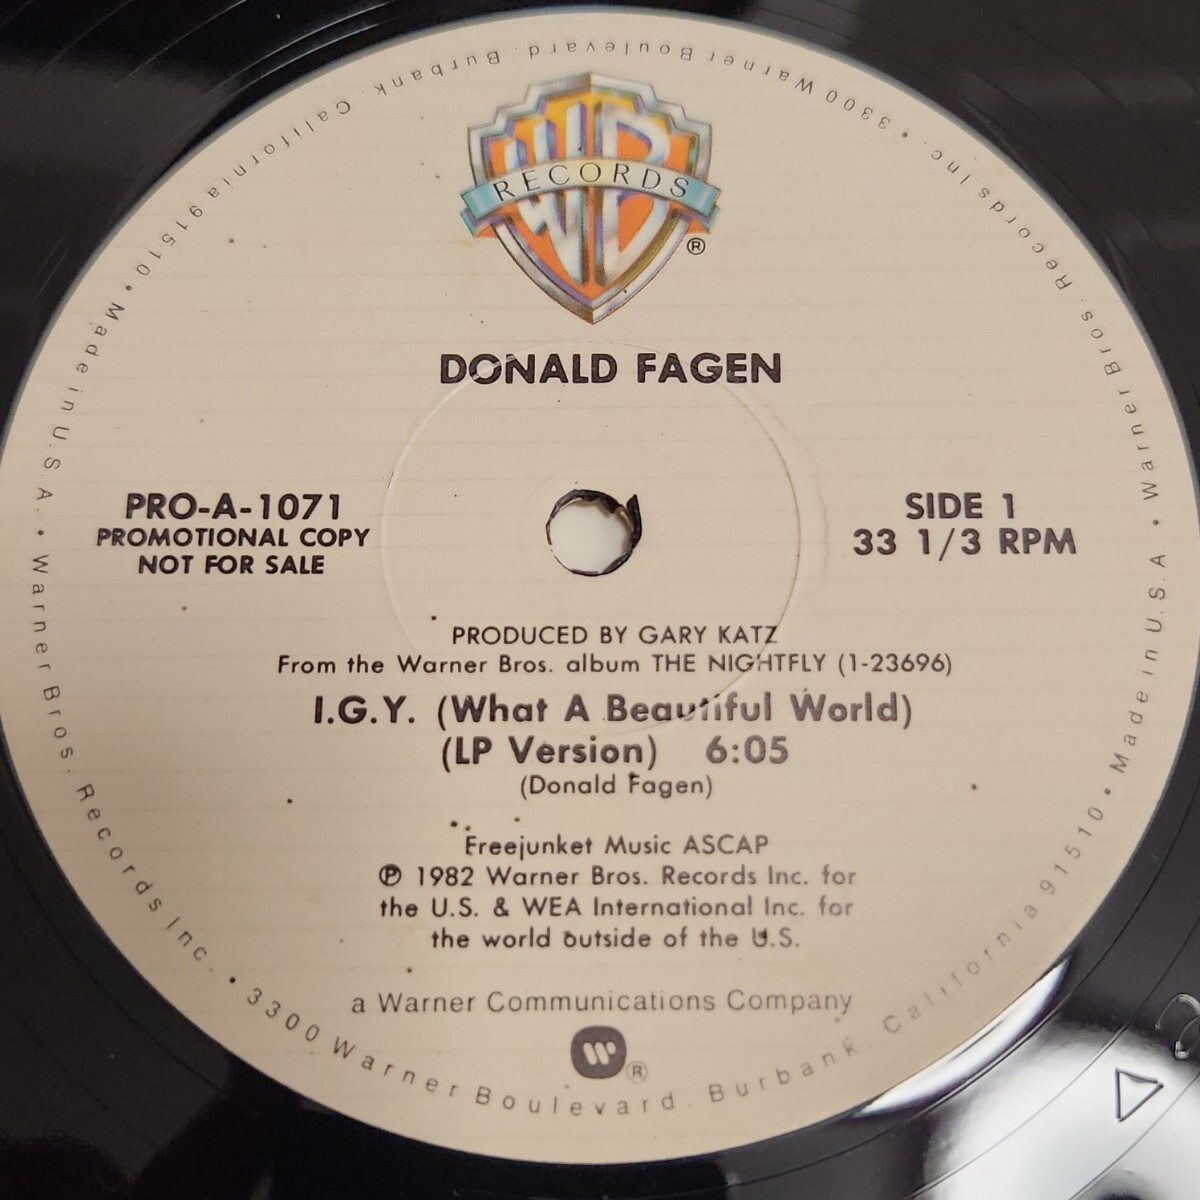 WB
RECORDS
®
DONALD FAGEN
PRO-A-1071
PROMOTIONAL COPY
NOT FOR SALE
SIDE 1
33 1/3 RPM
PRODUCED BY GARY KATZ
From the Warner Bros. album THE NIGHTFLY (1-23696)
I.G.Y. (What A Beautiful World)
(LP Version) 6:05
(Donald Fagen)
Freejunket Music ASCAP
℗ 1982 Warner Bros. Records Inc. for
the U.S. & WEA International Inc. for
the world outside of the U.S.
a Warner Communications Company
®
Warner Bros. Records Inc. • 3300 Warner Boulevard. Burbank. California 91510 • Made in U.S.A. • Warner Bros. Records Inc. • 3300 Warner Boulevard. Burbank. California 91510 • Made in U.S.A •